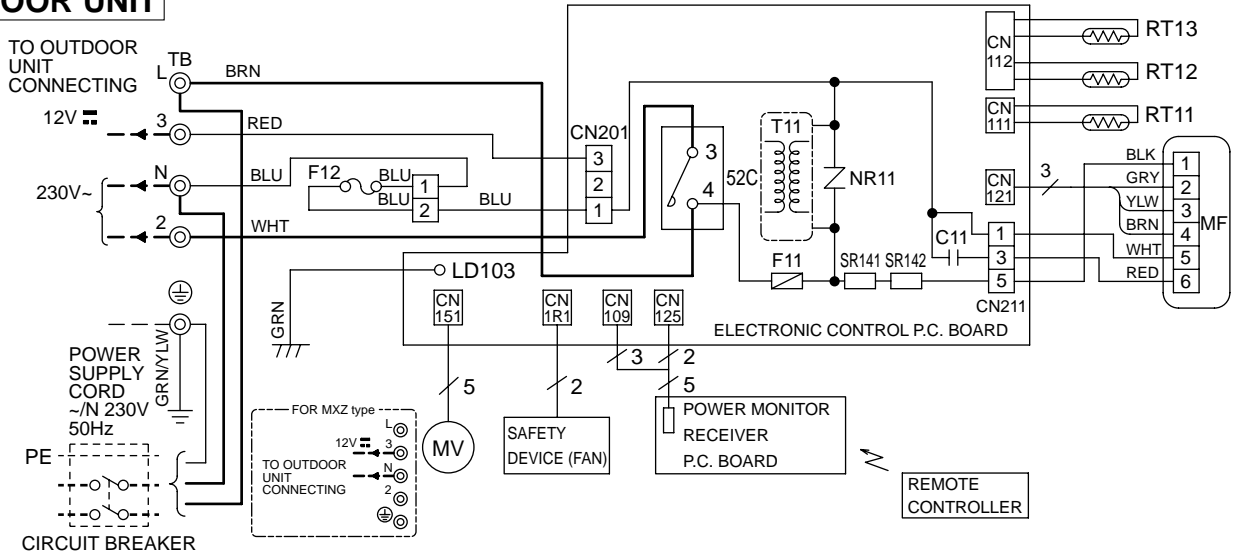 OOR UNIT
TO OUTDOOR
UNIT
CONNECTING
TB
L
BRN
12V
3
RED
230V~
N
BLU
F12
BLU
BLU
1
2
BLU
2
WHT
CN201
3
2
1
3
4
52C
T11
NR11
F11
SR141
SR142
C11
CN
112
RT13
RT12
CN
111
RT11
CN
121
3
BLK
GRY
YLW
BRN
WHT
RED
1
2
3
4
5
6
MF
1
3
5
CN211
LD103
GRN
CN
151
CN
1R1
CN
109
CN
125
ELECTRONIC CONTROL P.C. BOARD
5
2
3
2
5
MV
SAFETY
DEVICE (FAN)
POWER MONITOR
RECEIVER
P.C. BOARD
REMOTE
CONTROLLER
GRN/YLW
POWER
SUPPLY
CORD
~/N 230V
50Hz
PE
CIRCUIT BREAKER
FOR MXZ type
L
12V
3
TO OUTDOOR
UNIT
CONNECTING
N
2